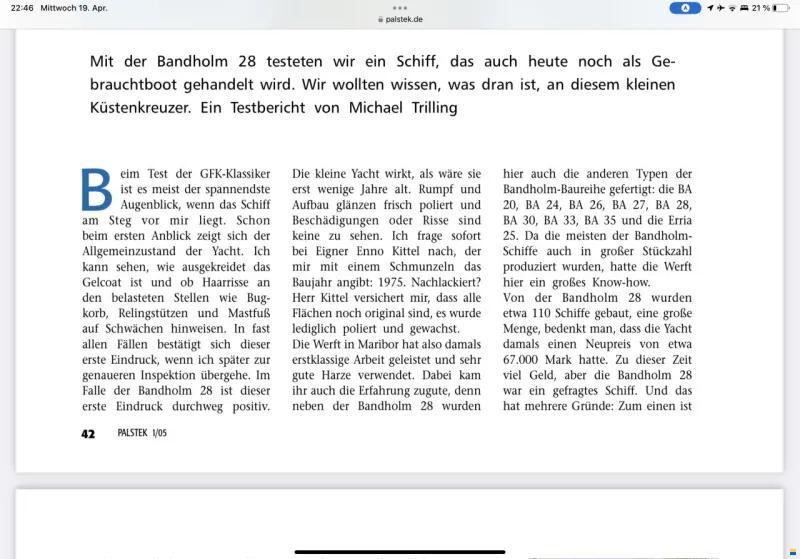 22:46 Mittwoch 19. Apr.
21 %
palstek.de
Mit der Bandholm 28 testeten wir ein Schiff, das auch heute noch als Ge-
brauchtboot gehandelt wird. Wir wollten wissen, was dran ist, an diesem kleinen
Küstenkreuzer. Ein Testbericht von Michael Trilling
Beim Test der GFK-Klassiker
ist es meist der spannendste
Augenblick, wenn das Schiff
am Steg vor mir liegt. Schon
beim ersten Anblick zeigt sich der
Allgemeinzustand der Yacht. Ich
kann sehen, wie ausgekreidet das
Gelcoat ist und ob Haarrisse an
den belasteten Stellen wie Bug-
korb, Relingstützen und Mastfuß
auf Schwächen hinweisen. In fast
allen Fällen bestätigt sich dieser
erste Eindruck, wenn ich später zur
genaueren Inspektion übergehe. Im
Falle der Bandholm 28 ist dieser
erste Eindruck durchweg positiv.
Die kleine Yacht wirkt, als wäre sie
erst wenige Jahre alt. Rumpf und
Aufbau glänzen frisch poliert und
Beschädigungen oder Risse sind
keine zu sehen. Ich frage sofort
bei Eigner Enno Kittel nach, der
mir mit einem Schmunzeln das
Baujahr angibt: 1975. Nachlackiert?
Herr Kittel versichert mir, dass alle
Flächen noch original sind, es wurde
lediglich poliert und gewachst.
Die Werft in Maribor hat also damals
erstklassige Arbeit geleistet und sehr
gute Harze verwendet. Dabei kam
ihr auch die Erfahrung zugute, denn
neben der Bandholm 28 wurden
hier auch die anderen Typen der
Bandholm-Baureihe gefertigt: die BA
20, BA 24, BA 26, BA 27, BA 28,
BA 30, BA 33, BA 35 und die Erria
25. Da die meisten der Bandholm-
Schiffe auch in großer Stückzahl
produziert wurden, hatte die Werft
hier ein großes Know-how.
Von der Bandholm 28 wurden
etwa 110 Schiffe gebaut, eine große
Menge, bedenkt man, dass die Yacht
damals einen Neupreis von etwa
67.000 Mark hatte. Zu dieser Zeit
viel Geld, aber die Bandholm 28
war ein gefragtes Schiff. Und das
hat mehrere Gründe: Zum einen ist
42 PALSTEK 1/05